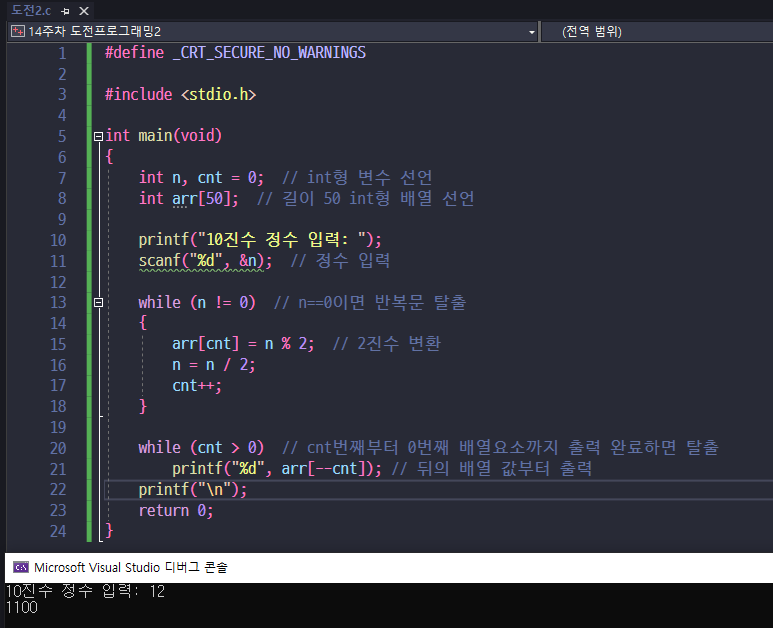 도전2.c
14주차 도전프로그래밍2 (전역 범위)
1 #define _CRT_SECURE_NO_WARNINGS
2
3 #include <stdio.h>
4
5 int main(void)
6 {
7 int n, cnt = 0; // int형 변수 선언
8 int arr[50]; // 길이 50 int형 배열 선언
9
10 printf("10진수 정수 입력: ");
11 scanf("%d", &n); // 정수 입력
12
13 while (n != 0) // n==0이면 반복문 탈출
14 {
15 arr[cnt] = n % 2; // 2진수 변환
16 n = n / 2;
17 cnt++;
18 }
19
20 while (cnt > 0) // cnt번째부터 0번째 배열요소까지 출력 완료하면 탈출
21 printf("%d", arr[--cnt]); // 뒤의 배열 값부터 출력
22 printf("\n");
23 return 0;
24 }
Microsoft Visual Studio 디버그 콘솔
10진수 정수 입력: 12
1100